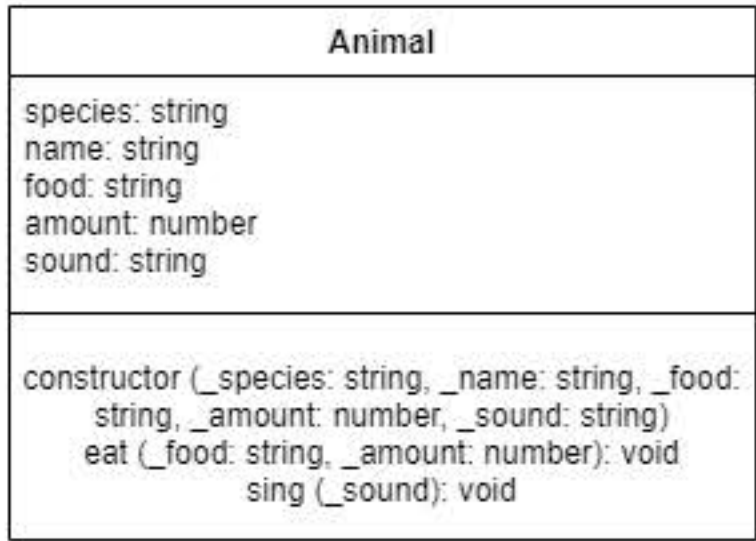 Animal
species: string
name: string
food: string
amount: number
sound: string
constructor (_species: string, _name: string, _food:
string, _amount: number, _sound: string)
eat (_food: string, _amount: number): void
sing (_sound): void